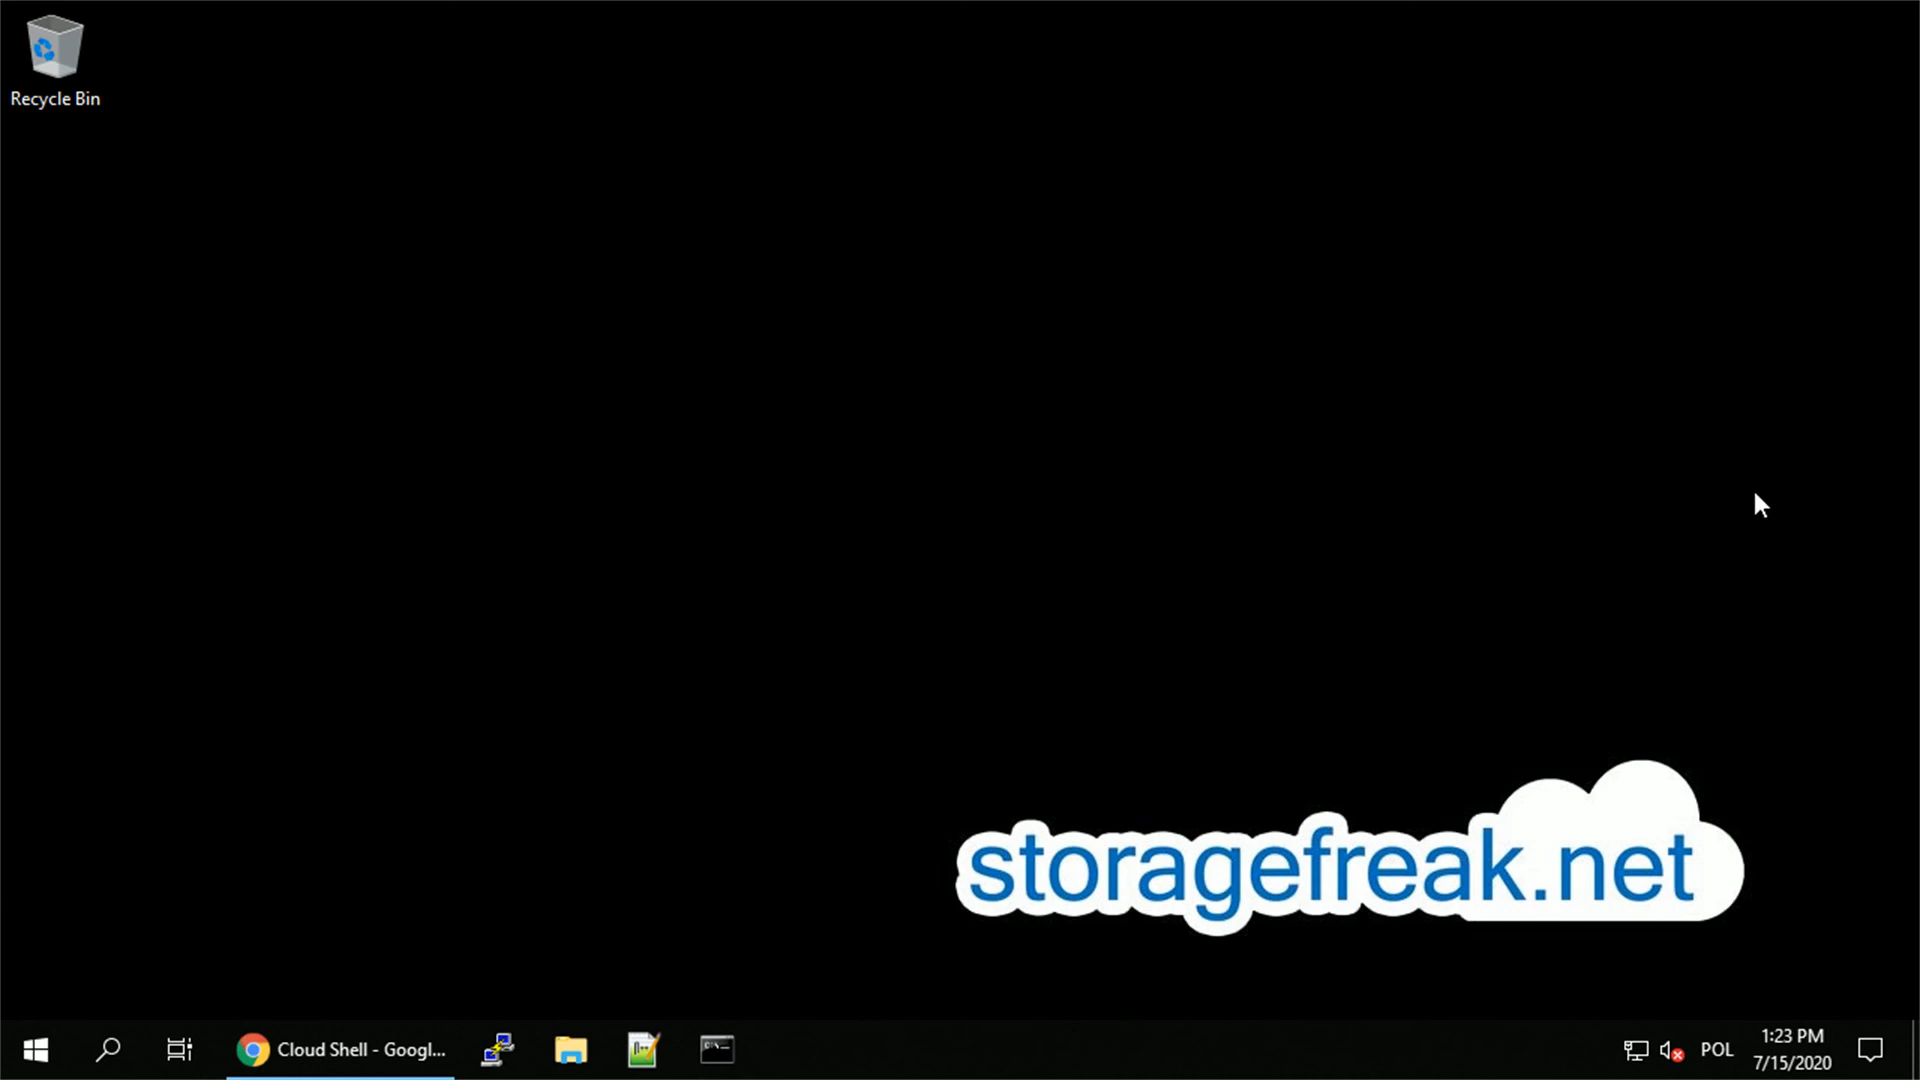 Recycle Bin
storagefreak.net
Cloud Shell - Googl...
POL
1:23 PM
7/15/2020